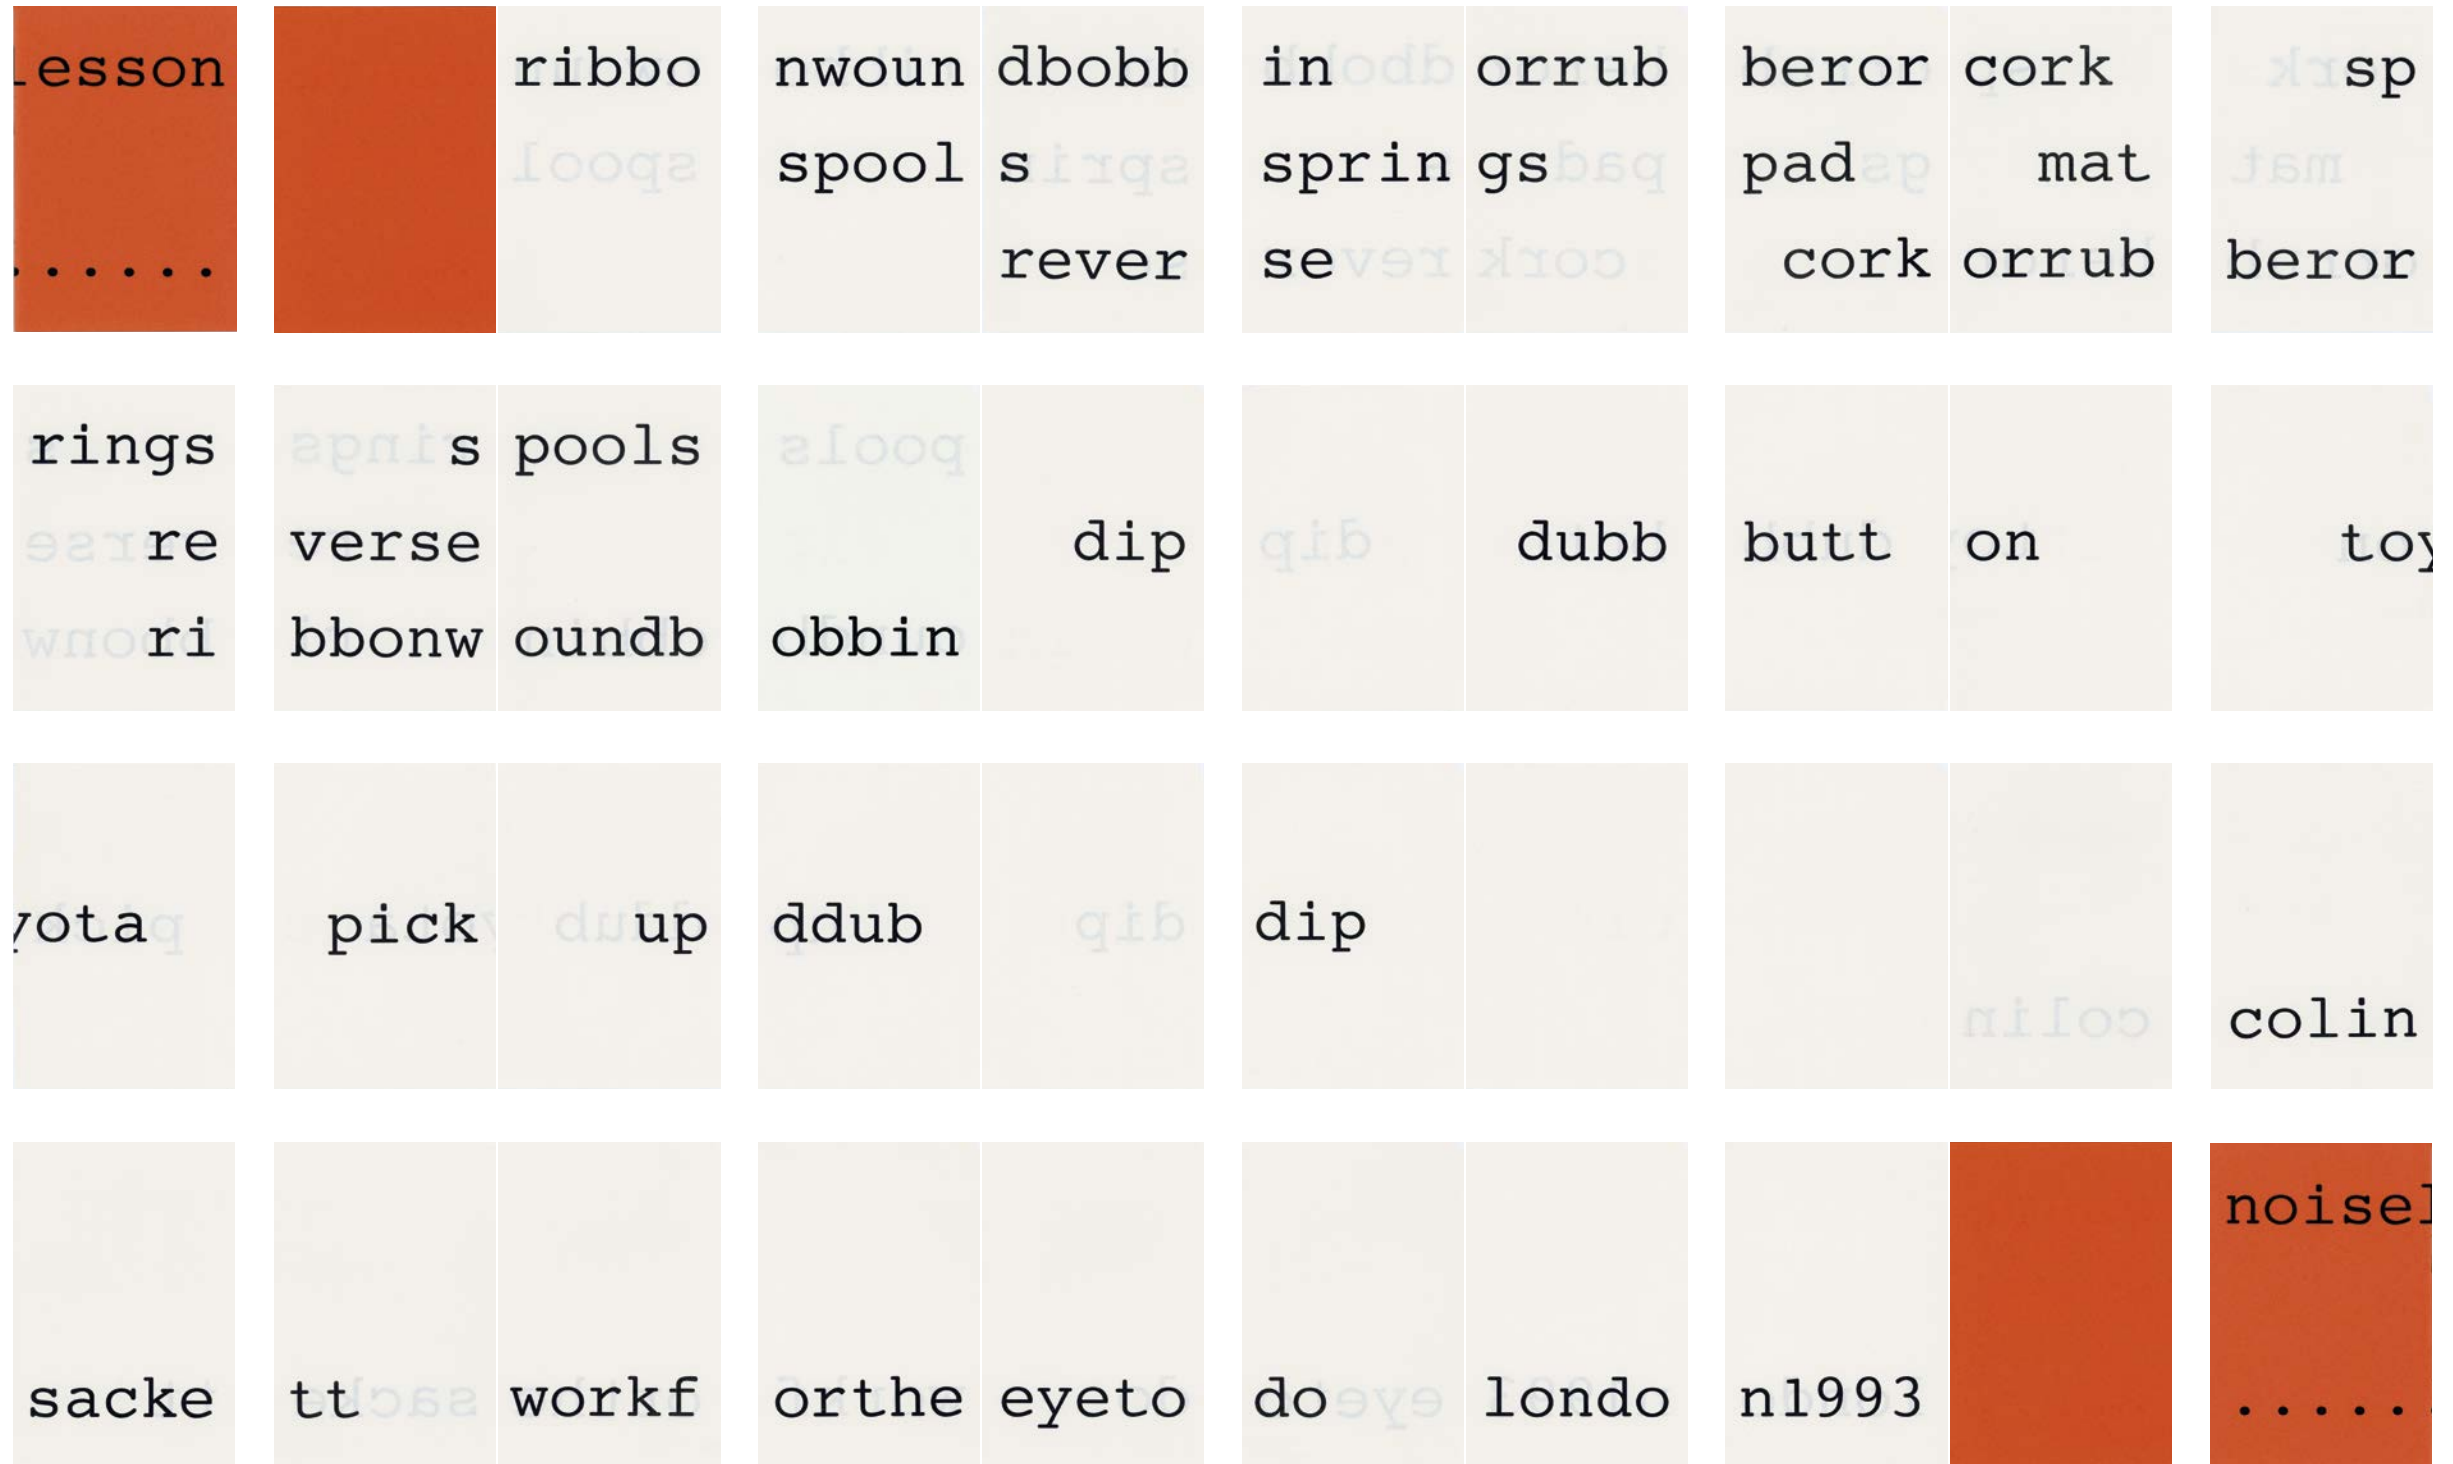 lesson
......
ribbo nwoun dbobb in orrub beror cork sp
spool s sprin gs pad mat
rever se cork orrub beror
rings s pools
re verse dip dubb butt on toy
ri bbonw oundb obbin
yota pick up ddub dip
colin
noisel
sacke tt workf orthe eyeto do londo n1993 ......